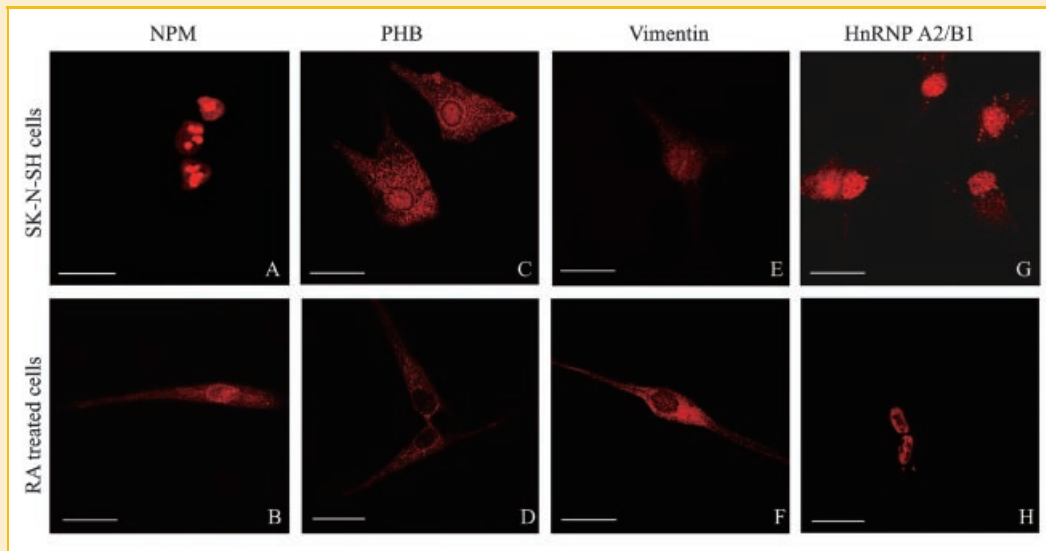 NPM PHB Vimentin HnRNP A2/B1
SK-N-SH cells
A C E G
RA treated cells
B D F H